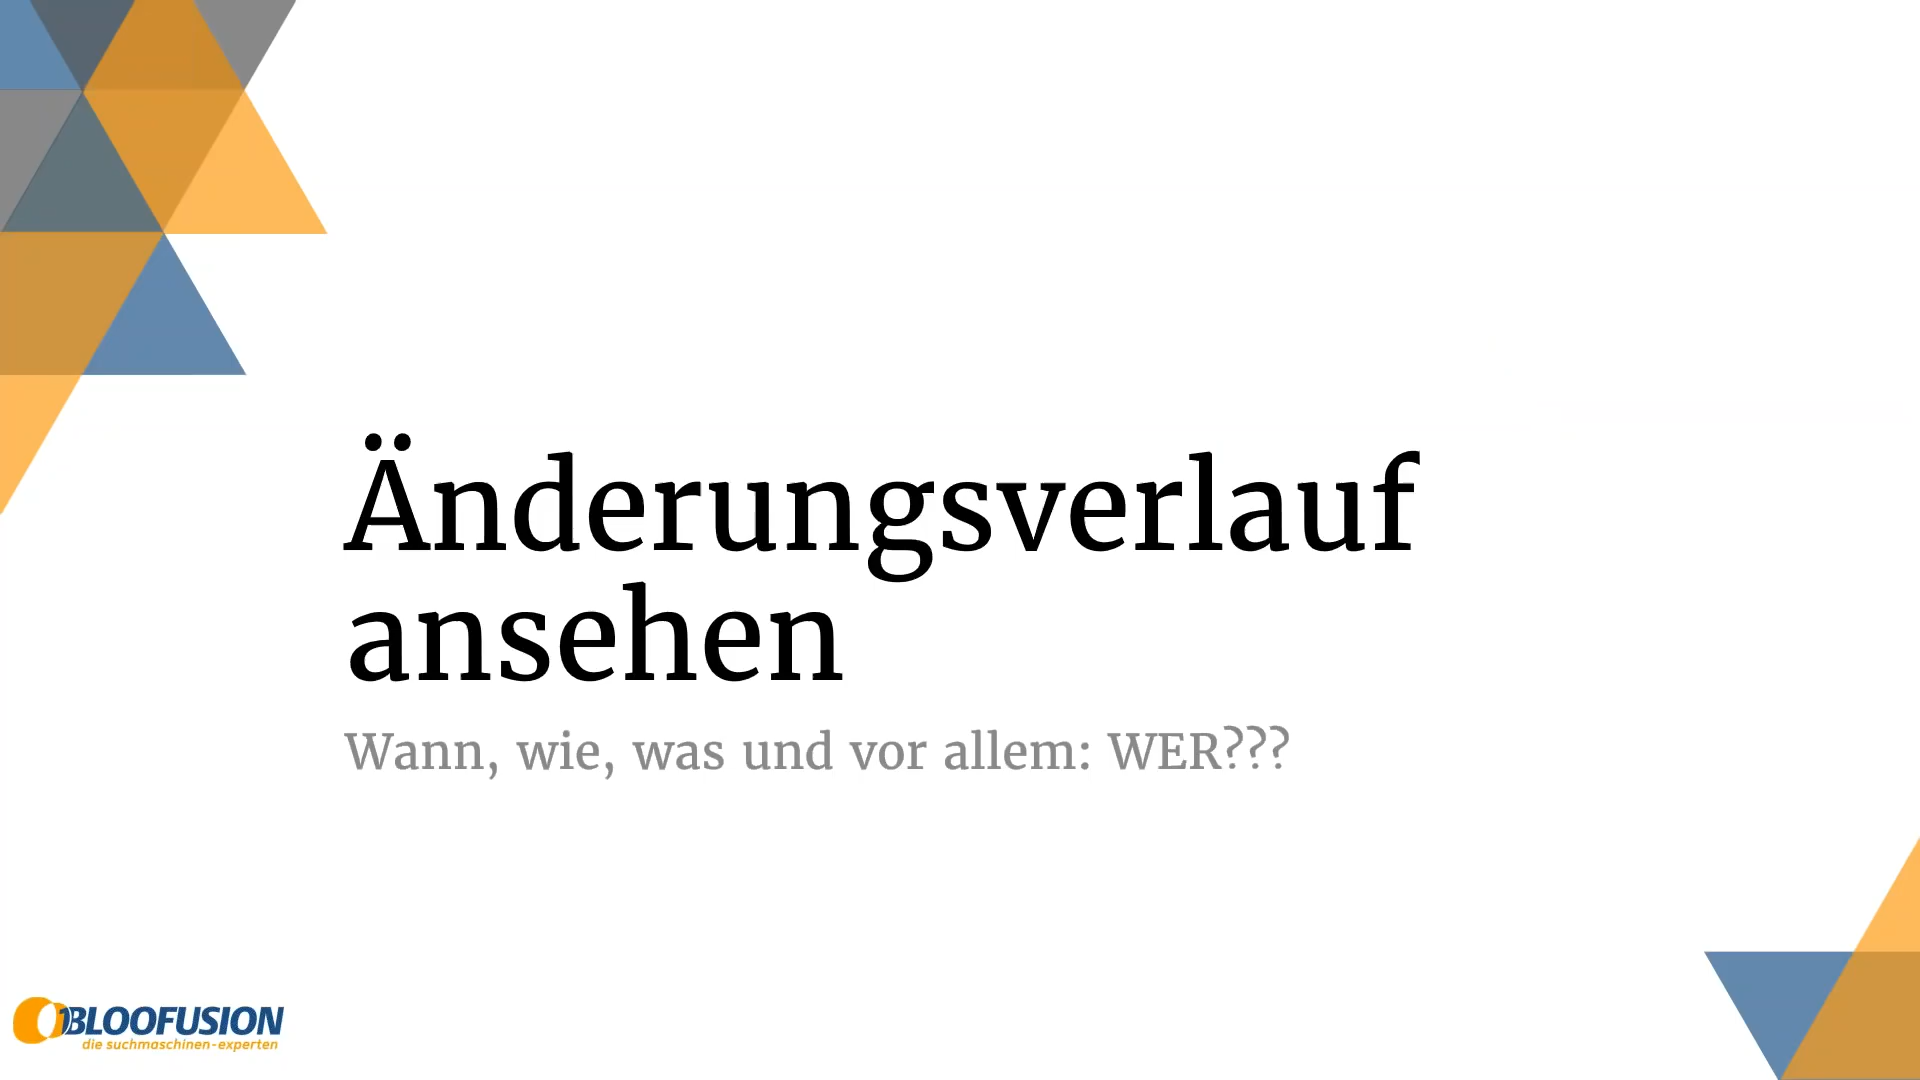 Änderungsverlauf
ansehen
Wann, wie, was und vor allem: WER???
BLOOFUSION
die suchmaschinen-experten